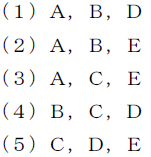 （１）Ａ，Ｂ，Ｄ
（２）Ａ，Ｂ，Ｅ
（３）Ａ，Ｃ，Ｅ
（４）Ｂ，Ｃ，Ｄ
（５）Ｃ，Ｄ，Ｅ